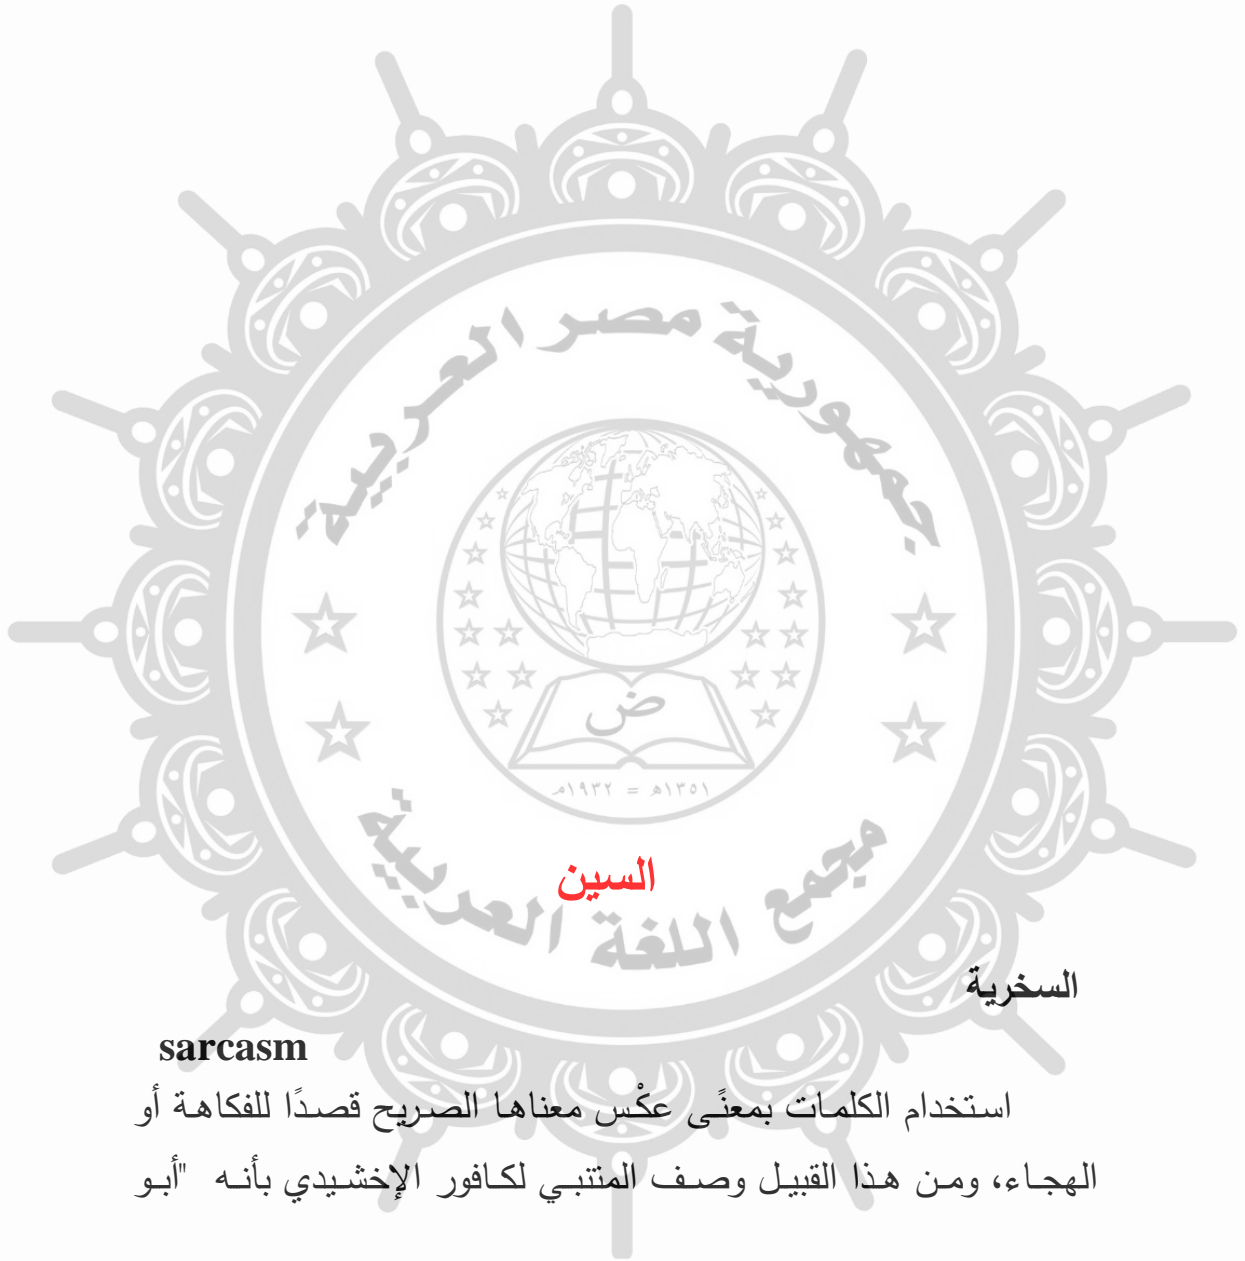 جمهورية مصر العربية
ض
١٣٥١هـ = ١٩٣٢م
مجمع اللغة العربية
السين
السخرية
sarcasm
استخدام الكلمات بمعنًى عكْس معناها الصريح قصدًا للفكاهة أو
الهجاء، ومن هذا القبيل وصف المتنبي لكافور الإخشيدي بأنه "أبو